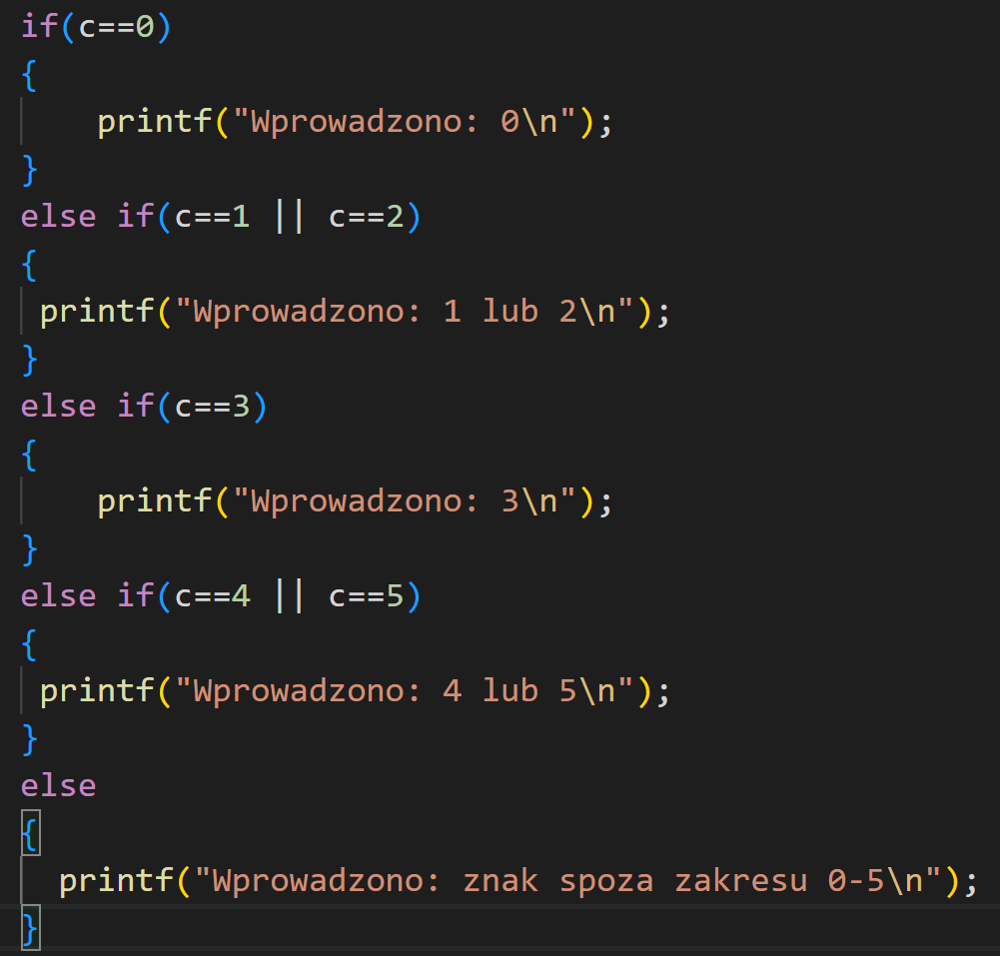 if(c==0)
{
    printf("Wprowadzono: 0\n");
}
else if(c==1 || c==2)
{
 printf("Wprowadzono: 1 lub 2\n");
}
else if(c==3)
{
    printf("Wprowadzono: 3\n");
}
else if(c==4 || c==5)
{
 printf("Wprowadzono: 4 lub 5\n");
}
else
{
  printf("Wprowadzono: znak spoza zakresu 0-5\n");
}